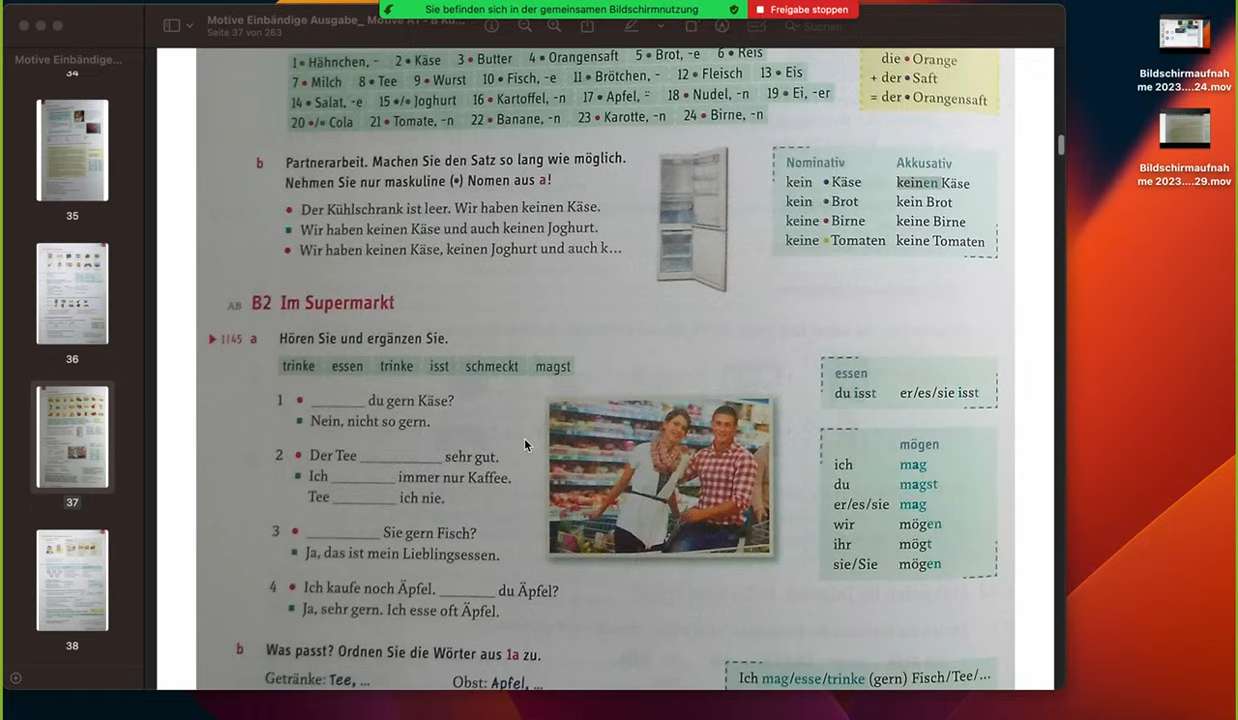 Sie befinden sich in der gemeinsamen Bildschirmnutzung
Freigabe stoppen
Motive Einbändige Ausgabe_ Motive A1 - B Ku...
Seite 37 von 263
Suchen
Motive Einbändige...
34
35
36
37
38
Bildschirmaufnah
me 2023....24.mov
Bildschirmaufnah
me 2023....29.mov
1 • Hähnchen, - 2 • Käse 3 • Butter 4 • Orangensaft 5 • Brot, -e 6 • Reis
7 • Milch 8 • Tee 9 • Wurst 10 • Fisch, -e 11 • Brötchen, - 12 • Fleisch 13 • Eis
14 • Salat, -e 15 •/• Joghurt 16 • Kartoffel, -n 17 • Apfel, ⸚ 18 • Nudel, -n 19 • Ei, -er
20 •/• Cola 21 • Tomate, -n 22 • Banane, -n 23 • Karotte, -n 24 • Birne, -n
die • Orange
+ der • Saft
= der • Orangensaft
b Partnerarbeit. Machen Sie den Satz so lang wie möglich.
Nehmen Sie nur maskuline (•) Nomen aus a!
• Der Kühlschrank ist leer. Wir haben keinen Käse.
▪ Wir haben keinen Käse und auch keinen Joghurt.
• Wir haben keinen Käse, keinen Joghurt und auch k...
Nominativ Akkusativ
kein • Käse keinen Käse
kein • Brot kein Brot
keine • Birne keine Birne
keine • Tomaten keine Tomaten
AB B2 Im Supermarkt
▶ 1|45 a Hören Sie und ergänzen Sie.
trinke essen trinke isst schmeckt magst
1 • ______ du gern Käse?
▪ Nein, nicht so gern.
2 • Der Tee _________ sehr gut.
▪ Ich _______ immer nur Kaffee.
Tee _______ ich nie.
3 • ________ Sie gern Fisch?
▪ Ja, das ist mein Lieblingsessen.
4 • Ich kaufe noch Äpfel. ______ du Äpfel?
▪ Ja, sehr gern. Ich esse oft Äpfel.
essen
du isst er/es/sie isst
mögen
ich mag
du magst
er/es/sie mag
wir mögen
ihr mögt
sie/Sie mögen
b Was passt? Ordnen Sie die Wörter aus 1a zu.
Getränke: Tee, ... Obst: Apfel, ...
Ich mag/esse/trinke (gern) Fisch/Tee/...